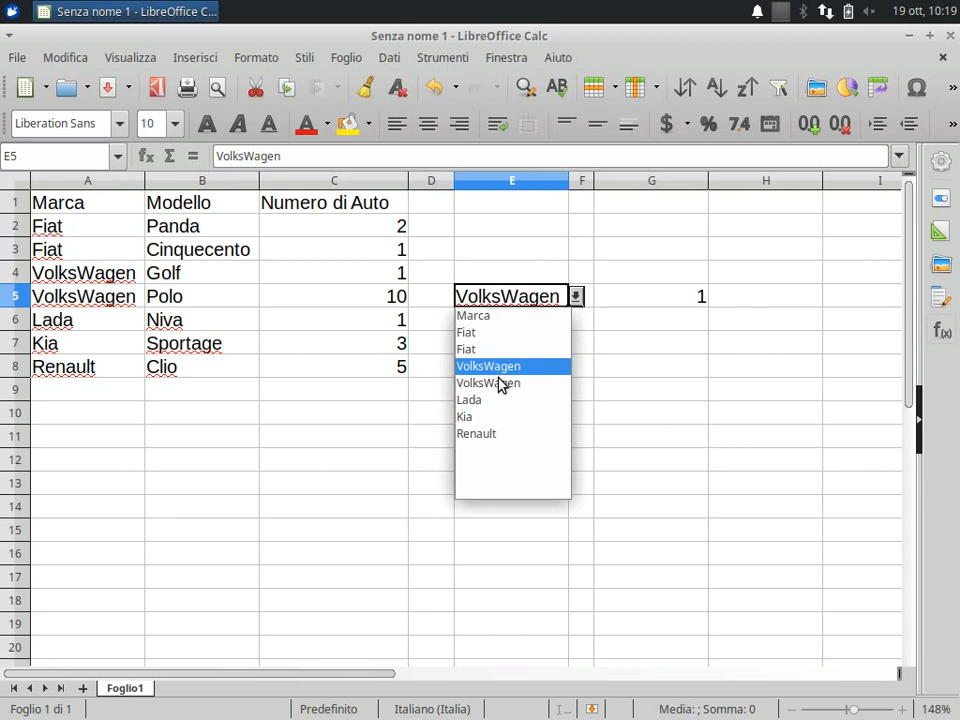 Senza nome 1 - LibreOffice C...
19 ott, 10:19
Senza nome 1 - LibreOffice Calc
File Modifica Visualizza Inserisci Formato Stili Foglio Dati Strumenti Finestra Aiuto
Liberation Sans 10
E5 VolksWagen
A B C D E F G H I
1 Marca Modello Numero di Auto
2 Fiat Panda 2
3 Fiat Cinquecento 1
4 VolksWagen Golf 1
5 VolksWagen Polo 10 VolksWagen 1
6 Lada Niva 1
7 Kia Sportage 3
8 Renault Clio 5
9
10
11
12
13
14
15
16
17
18
19
20
Marca
Fiat
Fiat
VolksWagen
VolksWagen
Lada
Kia
Renault
Foglio1
Foglio 1 di 1 Predefinito Italiano (Italia) Media: ; Somma: 0 148%